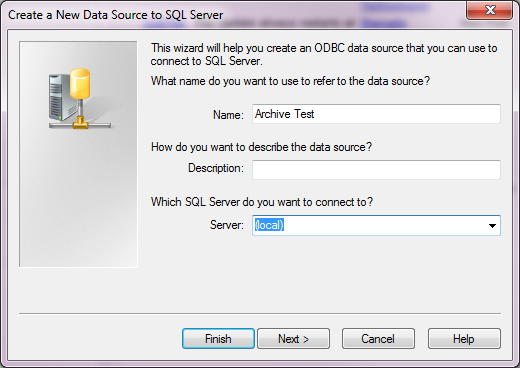 Create a New Data Source to SQL Server
This wizard will help you create an ODBC data source that you can use to
connect to SQL Server.
What name do you want to use to refer to the data source?
Name: Archive Test
How do you want to describe the data source?
Description:
Which SQL Server do you want to connect to?
Server: (local)
Finish Next > Cancel Help